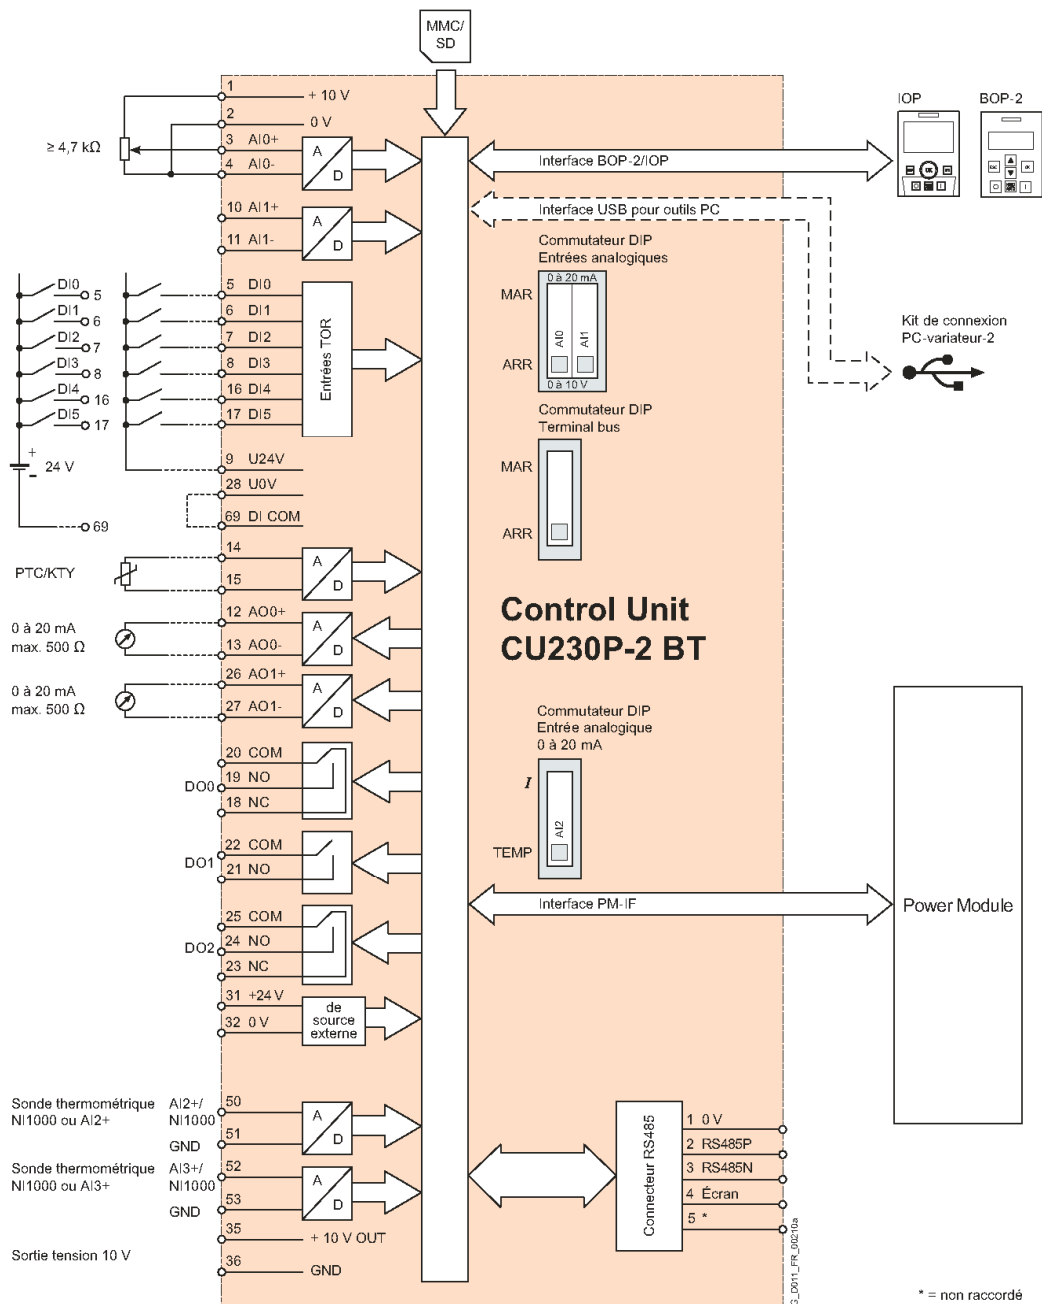 MMC/
SD
1
+ 10 V
2
0 V
3 AI0+
4 AI0-
≥ 4,7 kΩ
A
D
10 AI1+
11 AI1-
A
D
IOP
BOP-2
OK
ESC
OK
Interface BOP-2/IOP
Interface USB pour outils PC
Commutateur DIP
Entrées analogiques
0 à 20 mA
MAR
AI0
AI1
ARR
0 à 10 V
Kit de connexion
PC-variateur-2
DI0
5
DI1
6
DI2
7
DI3
8
DI4
16
DI5
17
+
-
24 V
69
5 DI0
6 DI1
7 DI2
8 DI3
16 DI4
17 DI5
Entrées TOR
9 U24V
28 U0V
69 DI COM
Commutateur DIP
Terminal bus
MAR
ARR
PTC/KTY
14
15
A
D
0 à 20 mA
max. 500 Ω
12 AO0+
13 AO0-
A
D
0 à 20 mA
max. 500 Ω
26 AO1+
27 AO1-
A
D
Control Unit
CU230P-2 BT
Commutateur DIP
Entrée analogique
0 à 20 mA
I
AI2
TEMP
DO0
20 COM
19 NO
18 NC
DO1
22 COM
21 NO
DO2
25 COM
24 NO
23 NC
Interface PM-IF
Power Module
31 +24 V
32 0 V
de
source
externe
Sonde thermométrique
NI1000 ou AI2+
AI2+/
NI1000
GND
50
51
A
D
Sonde thermométrique
NI1000 ou AI3+
AI3+/
NI1000
GND
52
53
A
D
35
+ 10 V OUT
Sortie tension 10 V
36
GND
Connecteur RS485
1 0 V
2 RS485P
3 RS485N
4 Écran
5 *
G_D011_FR_00210a
* = non raccordé